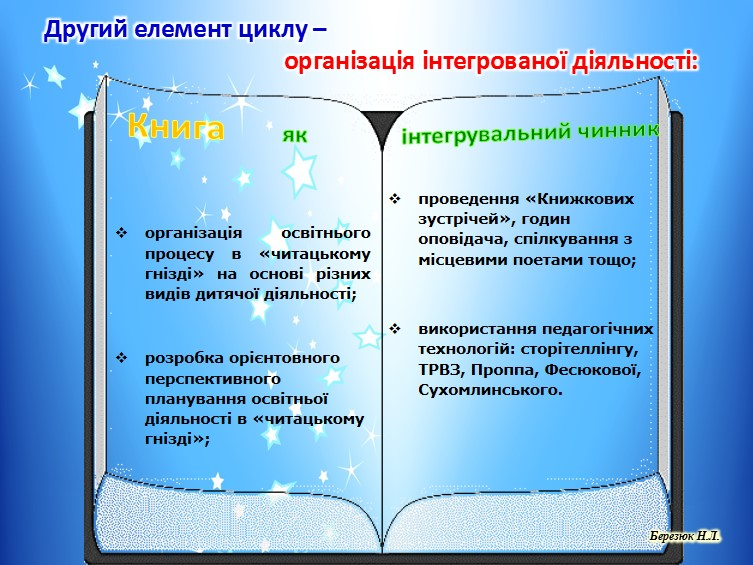 Другий елемент циклу –
організація інтегрованої діяльності:
Книга як інтегрувальний чинник
❖ організація освітнього
процесу в «читацькому
гнізді» на основі різних
видів дитячої діяльності;
❖ розробка орієнтовного
перспективного
планування освітньої
діяльності в «читацькому
гнізді»;
❖ проведення «Книжкових
зустрічей», годин
оповідача, спілкування з
місцевими поетами тощо;
❖ використання педагогічних
технологій: сторітеллінгу,
ТРВЗ, Проппа, Фесюкової,
Сухомлинського.
Березюк Н.Л.